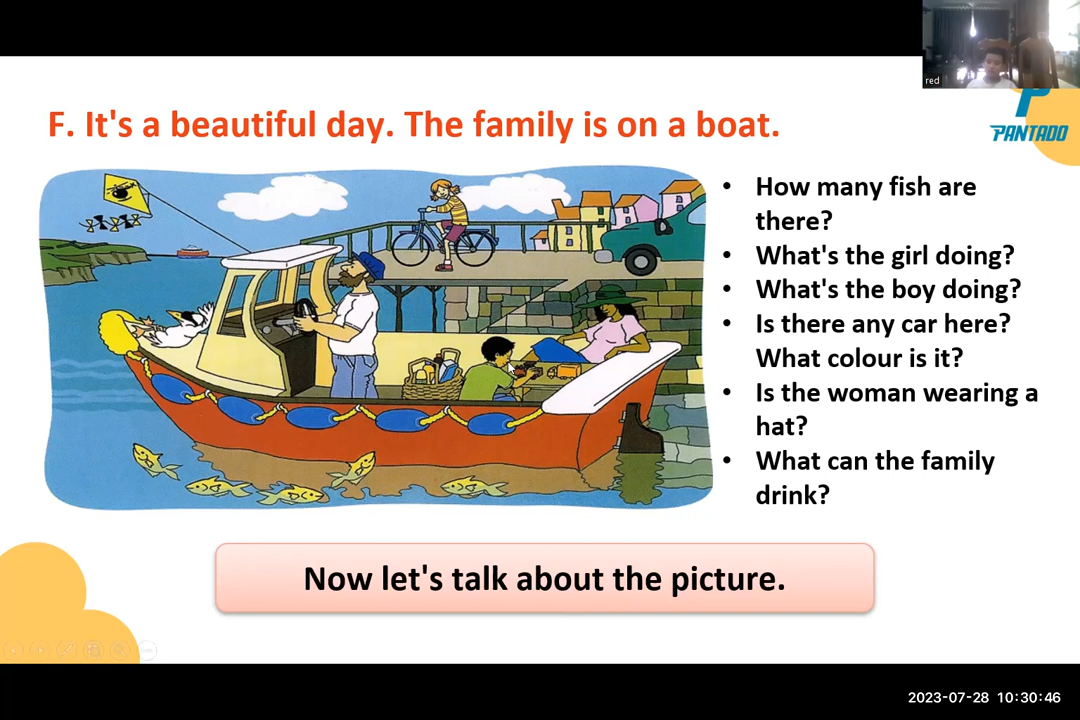 red
F. It's a beautiful day. The family is on a boat.
PANTADO
• How many fish are
there?
• What's the girl doing?
• What's the boy doing?
• Is there any car here?
What colour is it?
• Is the woman wearing a
hat?
• What can the family
drink?
Now let's talk about the picture.
2023-07-28 10:30:46